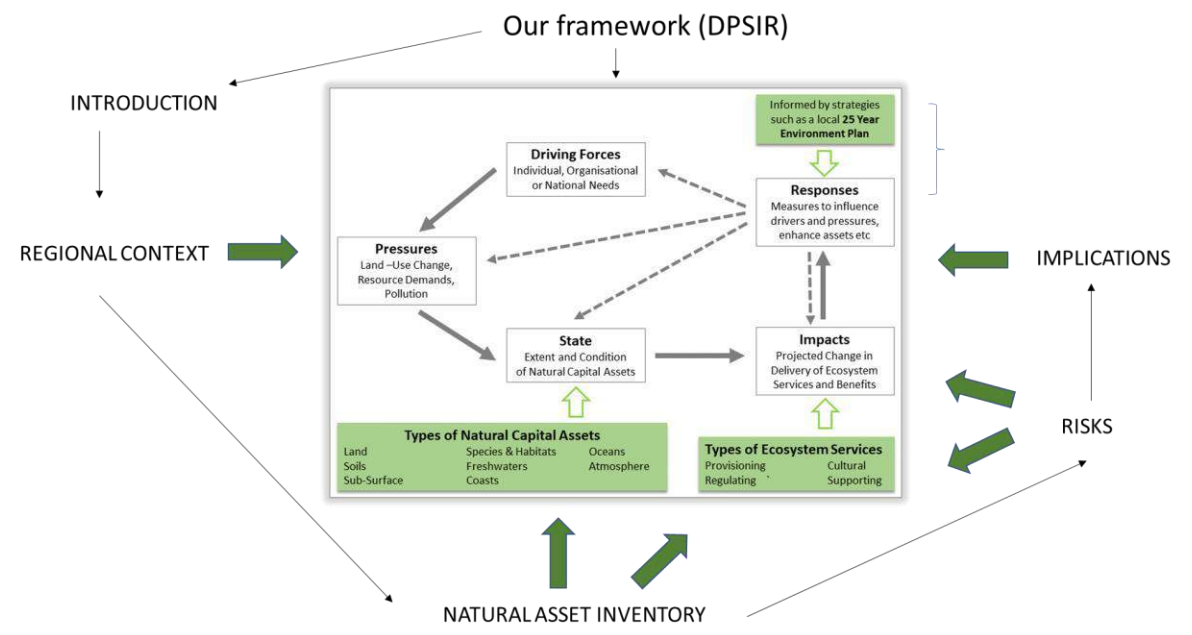 Our framework (DPSIR)
INTRODUCTION
Informed by strategies
such as a local 25 Year
Environment Plan
Driving Forces
Individual, Organisational
or National Needs
Responses
Measures to influence
drivers and pressures,
enhance assets etc
REGIONAL CONTEXT
Pressures
Land –Use Change,
Resource Demands,
Pollution
IMPLICATIONS
State
Extent and Condition
of Natural Capital Assets
Impacts
Projected Change in
Delivery of Ecosystem
Services and Benefits
Types of Natural Capital Assets
Land Species & Habitats Oceans
Soils Freshwaters Atmosphere
Sub-Surface Coasts
Types of Ecosystem Services
Provisioning Cultural
Regulating Supporting
RISKS
NATURAL ASSET INVENTORY